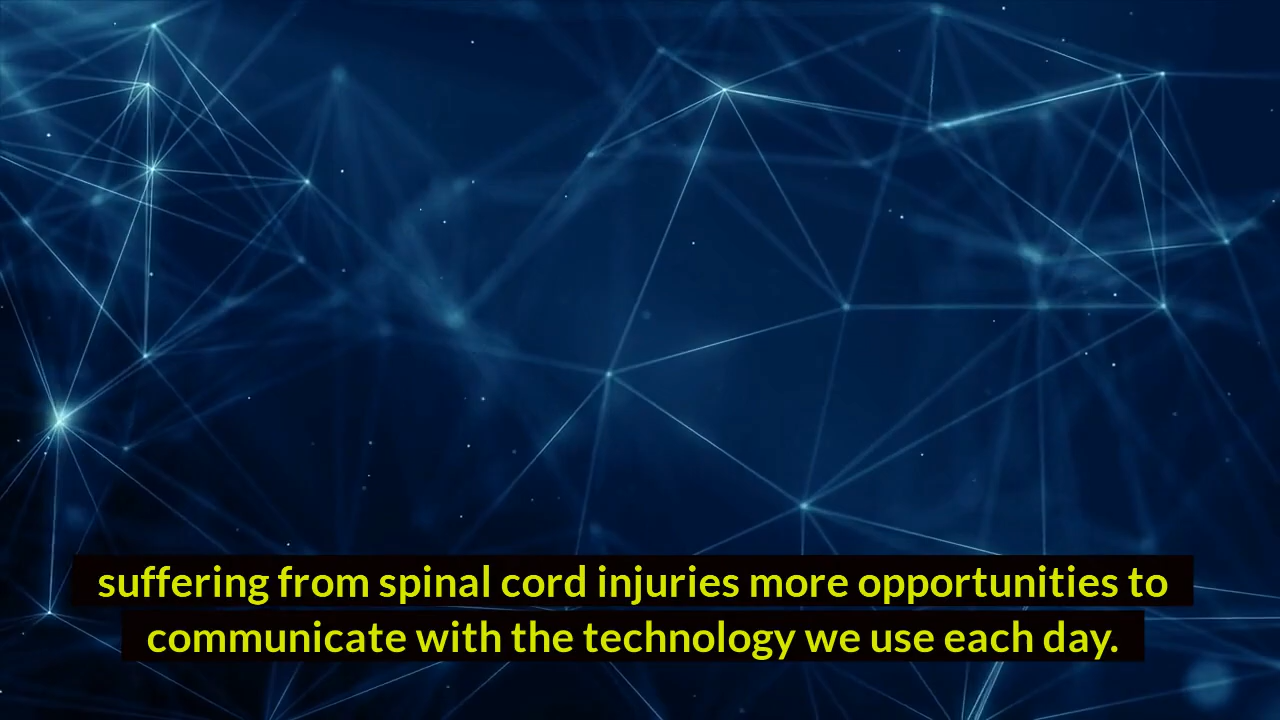 suffering from spinal cord injuries more opportunities to
communicate with the technology we use each day.